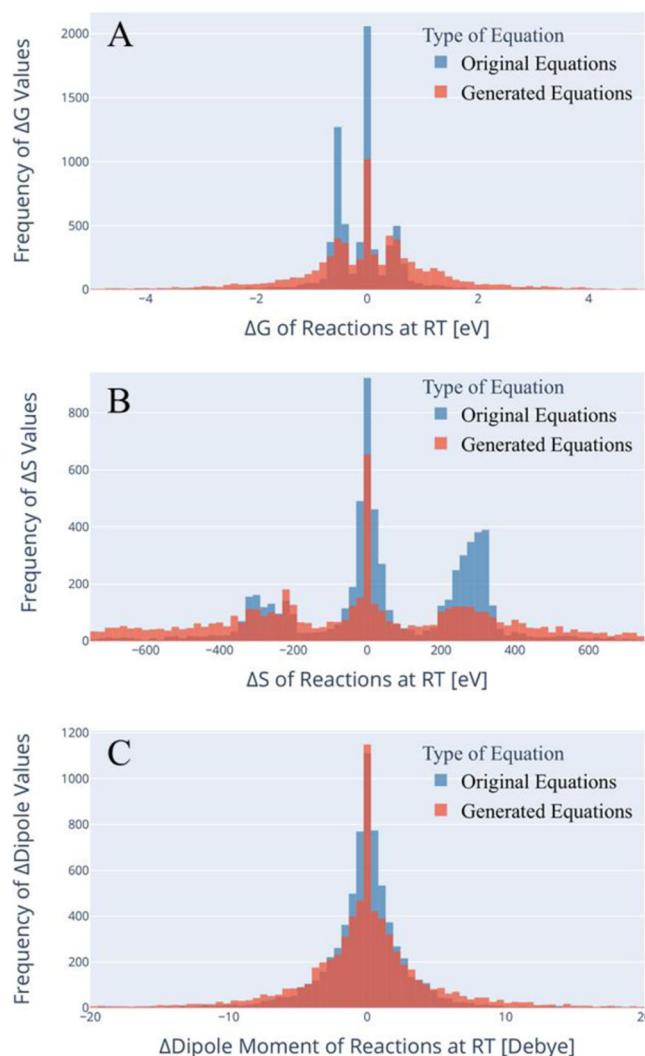 A
Type of Equation
Original Equations
Generated Equations
Frequency of ΔG Values
2000
1500
1000
500
0
−4 −2 0 2 4
ΔG of Reactions at RT [eV]
B
Type of Equation
Original Equations
Generated Equations
Frequency of ΔS Values
800
600
400
200
0
−600 −400 −200 0 200 400 600
ΔS of Reactions at RT [eV]
C
Type of Equation
Original Equations
Generated Equations
Frequency of ΔDipole Values
1200
1000
800
600
400
200
0
−20 −10 0 10 20
ΔDipole Moment of Reactions at RT [Debye]